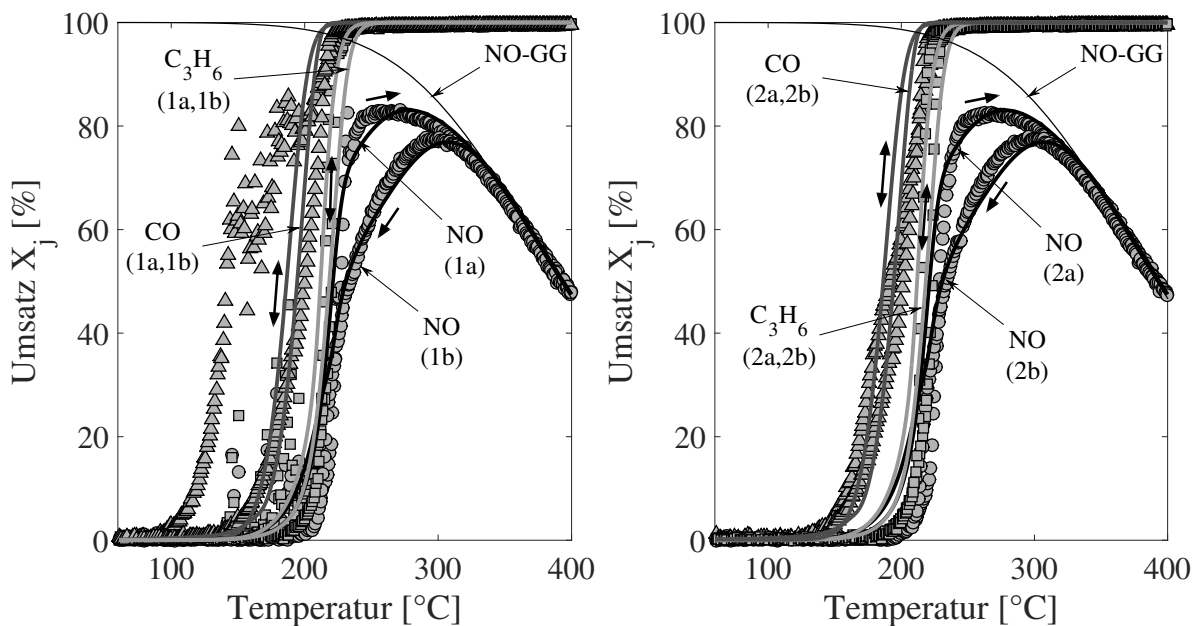 100
80
60
40
20
0
Umsatz X_j [%]
100
200
300
400
Temperatur [°C]
C₃H₆
(1a,1b)
NO-GG
CO
(1a,1b)
NO
(1a)
NO
(1b)
100
80
60
40
20
0
Umsatz X_j [%]
100
200
300
400
Temperatur [°C]
CO
(2a,2b)
NO-GG
NO
(2a)
C₃H₆
(2a,2b)
NO
(2b)